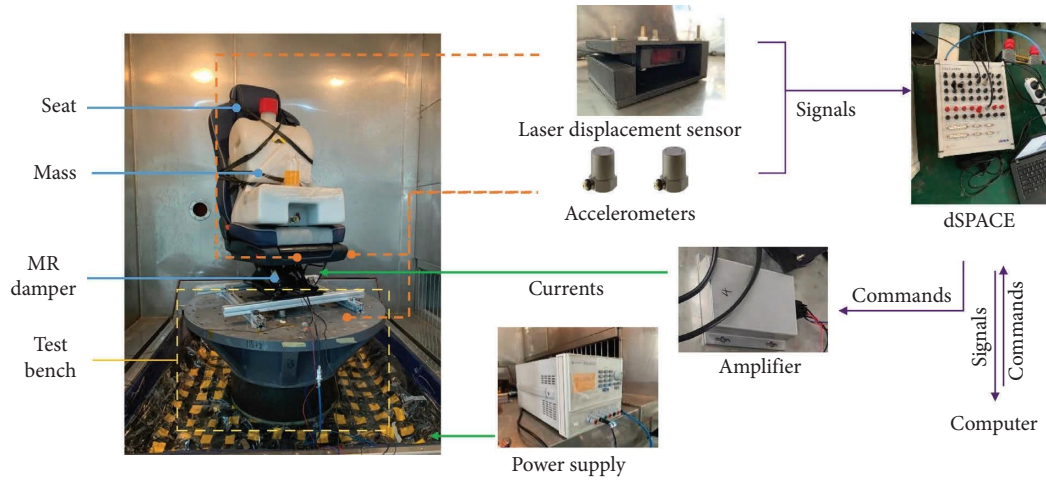 Seat
Mass
MR
damper
Test
bench
Laser displacement sensor
Accelerometers
Signals
dSPACE
Currents
Commands
Amplifier
Signals
Commands
Computer
Power supply